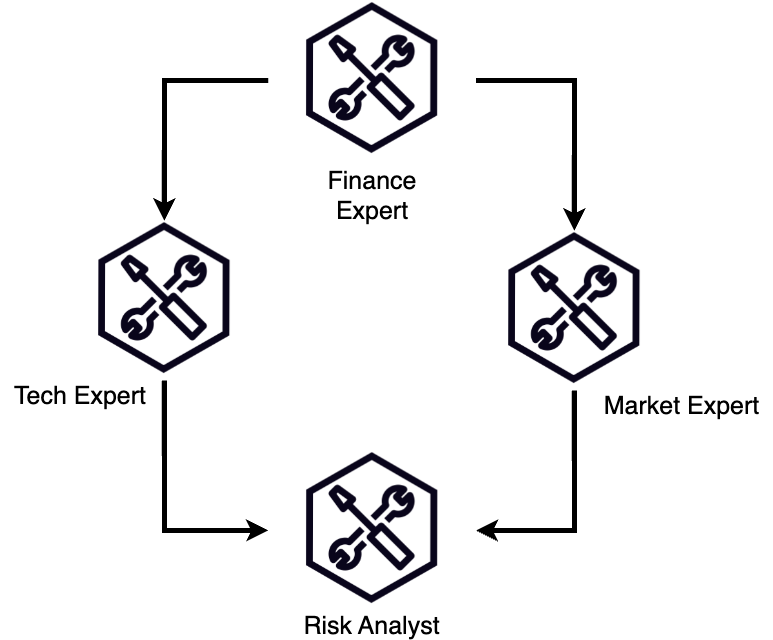 Finance
Expert
Tech Expert
Market Expert
Risk Analyst